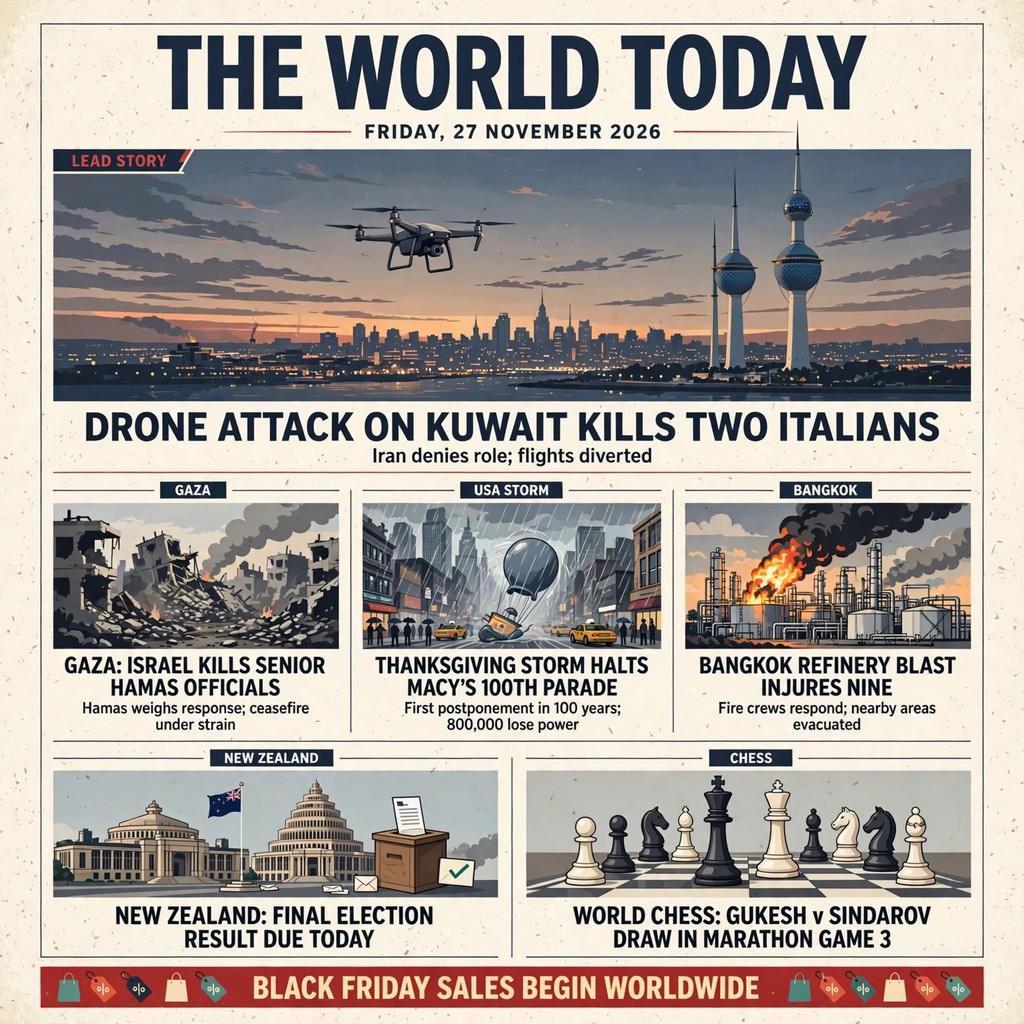 THE WORLD TODAY
FRIDAY, 27 NOVEMBER 2026
LEAD STORY
DRONE ATTACK ON KUWAIT KILLS TWO ITALIANS
Iran denies role; flights diverted
GAZA
GAZA: ISRAEL KILLS SENIOR
HAMAS OFFICIALS
Hamas weighs response; ceasefire
under strain
USA STORM
THANKSGIVING STORM HALTS
MACY'S 100TH PARADE
First postponement in 100 years;
800,000 lose power
BANGKOK
BANGKOK REFINERY BLAST
INJURES NINE
Fire crews respond; nearby areas
evacuated
NEW ZEALAND
NEW ZEALAND: FINAL ELECTION
RESULT DUE TODAY
CHESS
WORLD CHESS: GUKESH v SINDAROV
DRAW IN MARATHON GAME 3
BLACK FRIDAY SALES BEGIN WORLDWIDE